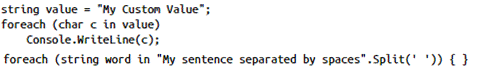 string value = "My Custom Value";
foreach (char c in value)
    Console.WriteLine(c);
foreach (string word in "My sentence separated by spaces".Split(' ')) { }